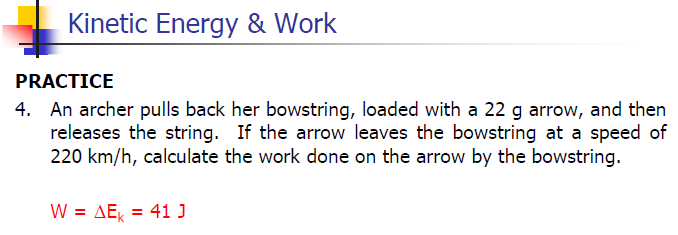 Kinetic Energy & Work
PRACTICE
4. An archer pulls back her bowstring, loaded with a 22 g arrow, and then
releases the string. If the arrow leaves the bowstring at a speed of
220 km/h, calculate the work done on the arrow by the bowstring.
W = ΔEₖ = 41 J